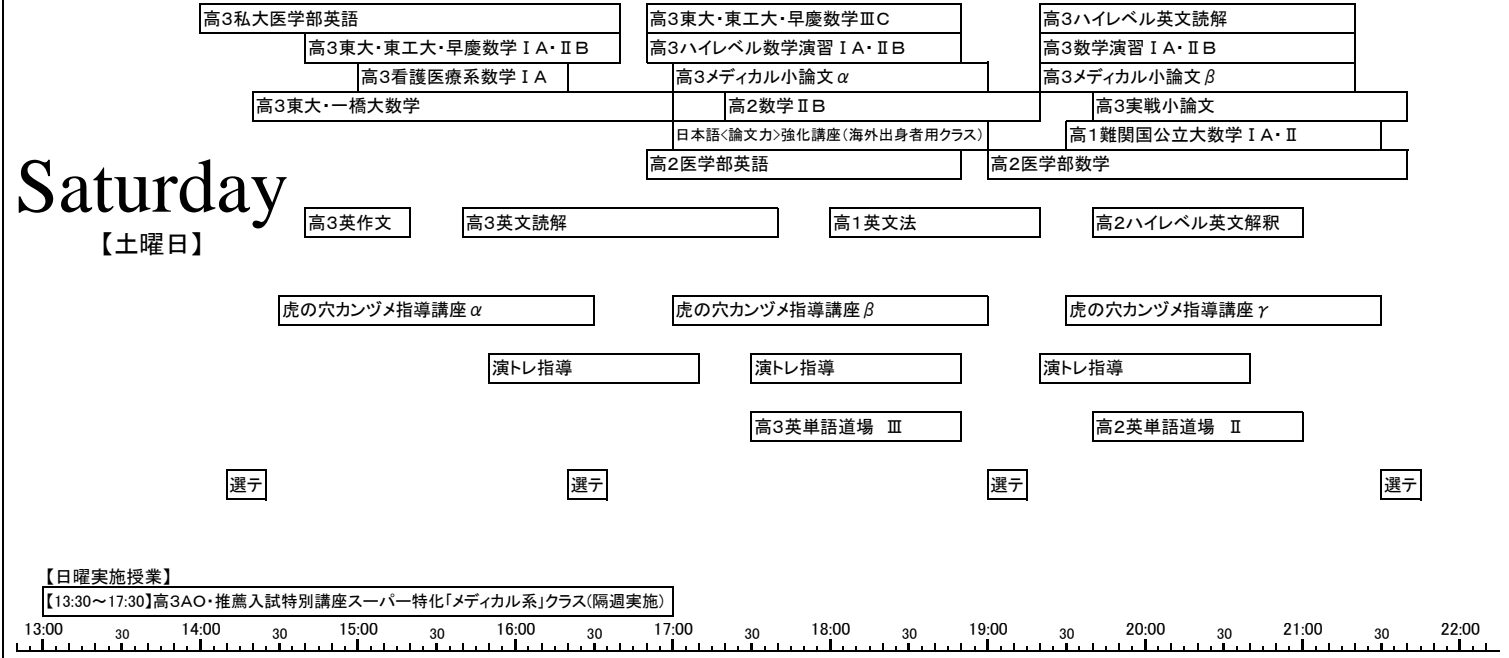 高3私大医学部英語
高3東大・東工大・早慶数学ⅢC
高3ハイレベル英文読解
高3東大・東工大・早慶数学ⅠA・ⅡB
高3ハイレベル数学演習ⅠA・ⅡB
高3数学演習ⅠA・ⅡB
高3看護医療系数学ⅠA
高3メディカル小論文α
高3メディカル小論文β
高3東大・一橋大数学
高2数学ⅡB
高3実戦小論文
日本語<論文力>強化講座(海外出身者用クラス)
高1難関国公立大数学ⅠA・Ⅱ
高2医学部英語
高2医学部数学
Saturday
【土曜日】
高3英作文
高3英文読解
高1英文法
高2ハイレベル英文解釈
虎の穴カンヅメ指導講座α
虎の穴カンヅメ指導講座β
虎の穴カンヅメ指導講座γ
演トレ指導
演トレ指導
演トレ指導
高3英単語道場 Ⅲ
高2英単語道場 Ⅱ
選テ
選テ
選テ
選テ
【日曜実施授業】
【13:30～17:30】高3AO・推薦入試特別講座スーパー特化「メディカル系」クラス(隔週実施)
13:00 30 14:00 30 15:00 30 16:00 30 17:00 30 18:00 30 19:00 30 20:00 30 21:00 30 22:00